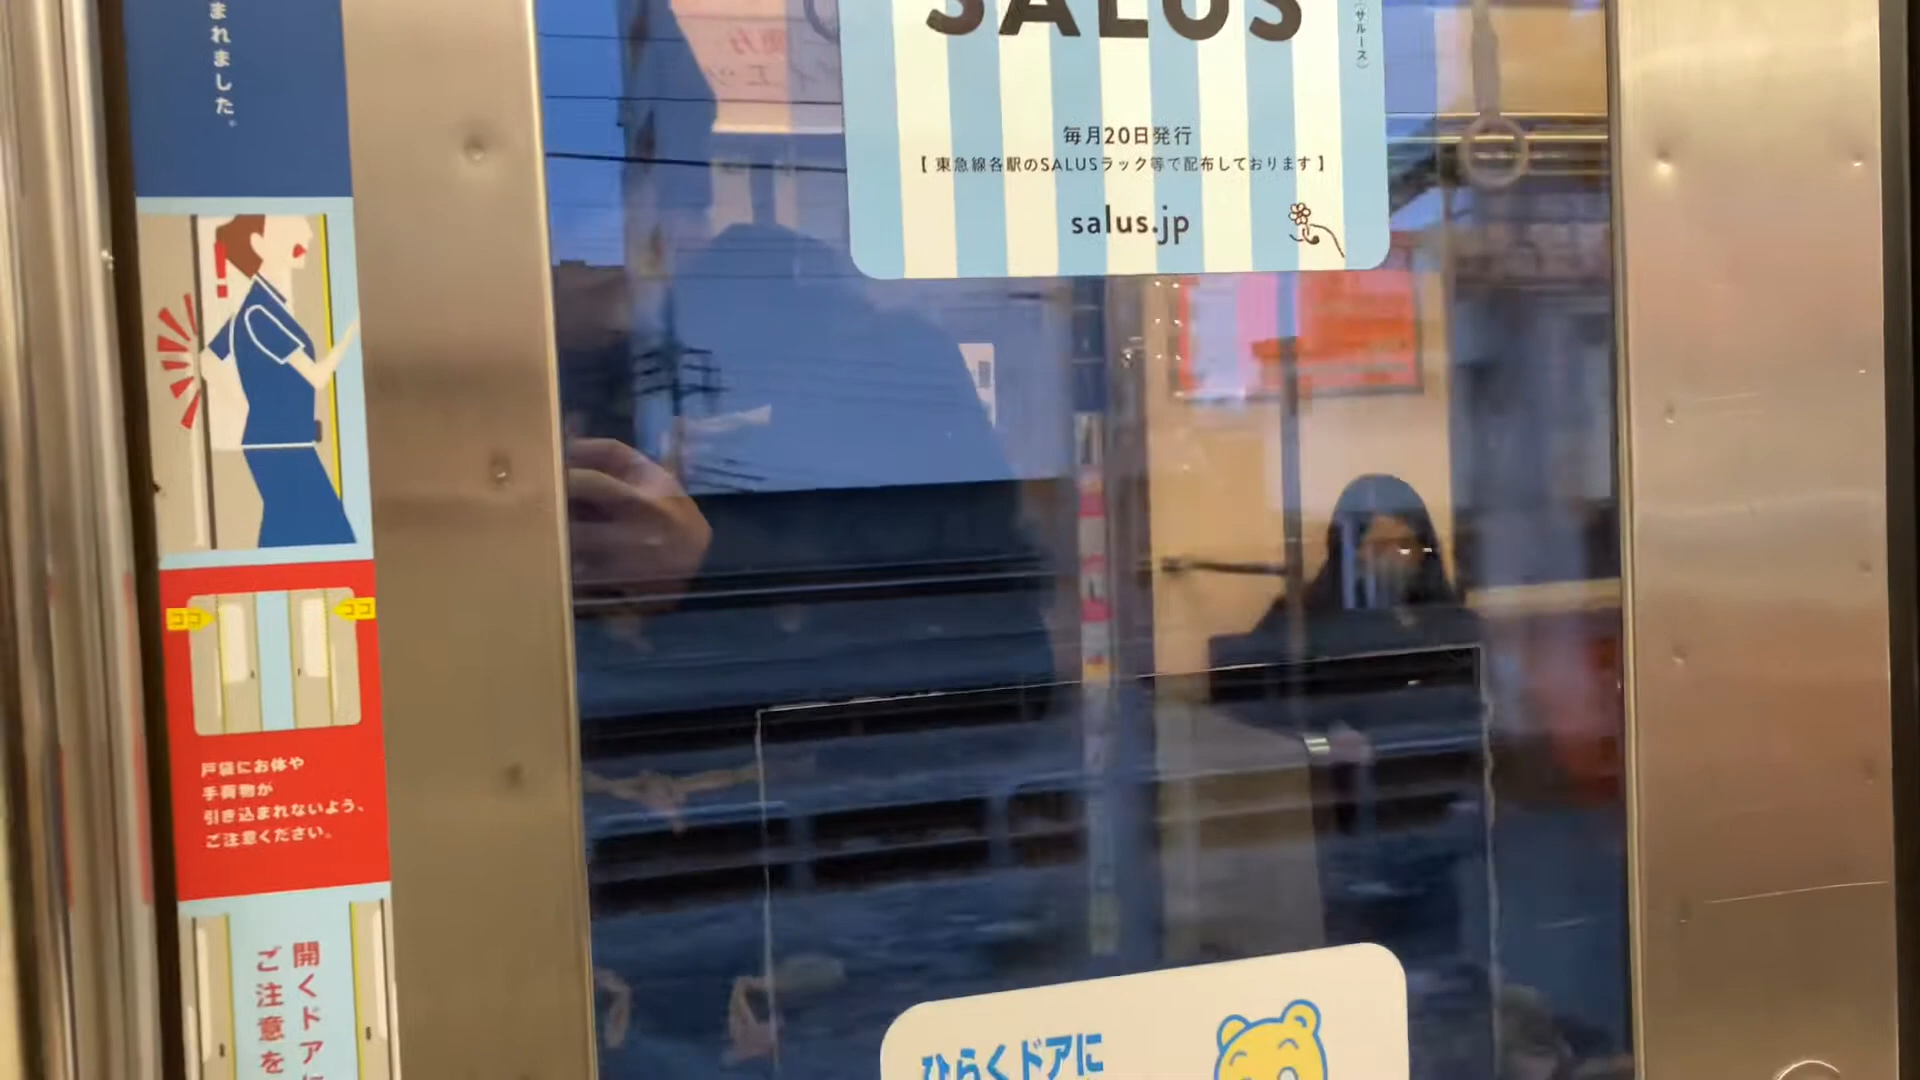 まれました。
SALUS
(サルース)
毎月20日発行
【 東急線各駅のSALUSラック等で配布しております 】
salus.jp
ココ
ココ
戸袋にお体や
手荷物が
引き込まれないよう、
ご注意ください。
開くドアに
ご注意を
ひらくドアに